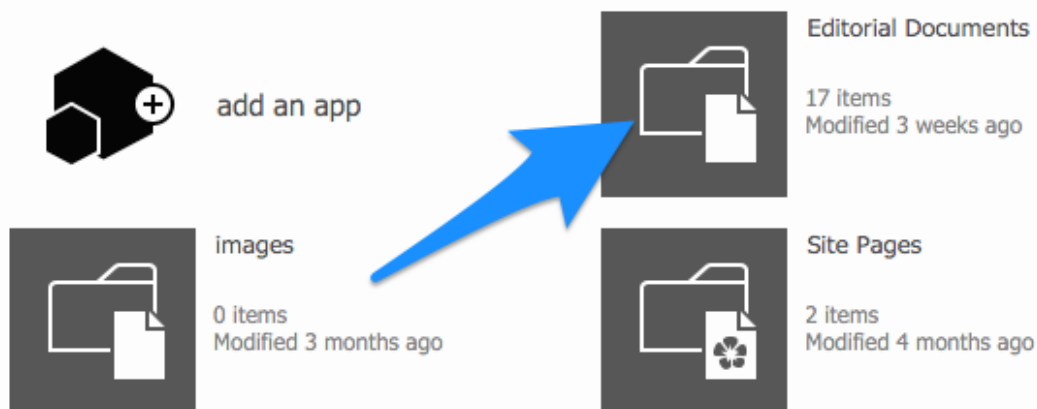 add an app
Editorial Documents
17 items
Modified 3 weeks ago
images
0 items
Modified 3 months ago
Site Pages
2 items
Modified 4 months ago